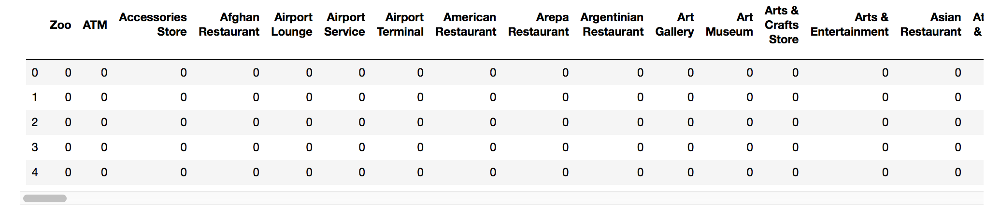 Arts &
Accessories Afghan Airport Airport Airport American Arepa Argentinian Art Art Arts & Asian At
Zoo ATM Crafts
Store Restaurant Lounge Service Terminal Restaurant Restaurant Restaurant Gallery Museum Entertainment Restaurant &
Store
0 0 0 0 0 0 0 0 0 0 0 0 0 0 0 0
1 0 0 0 0 0 0 0 0 0 0 0 0 0 0 0
2 0 0 0 0 0 0 0 0 0 0 0 0 0 0 0
3 0 0 0 0 0 0 0 0 0 0 0 0 0 0 0
4 0 0 0 0 0 0 0 0 0 0 0 0 0 0 0